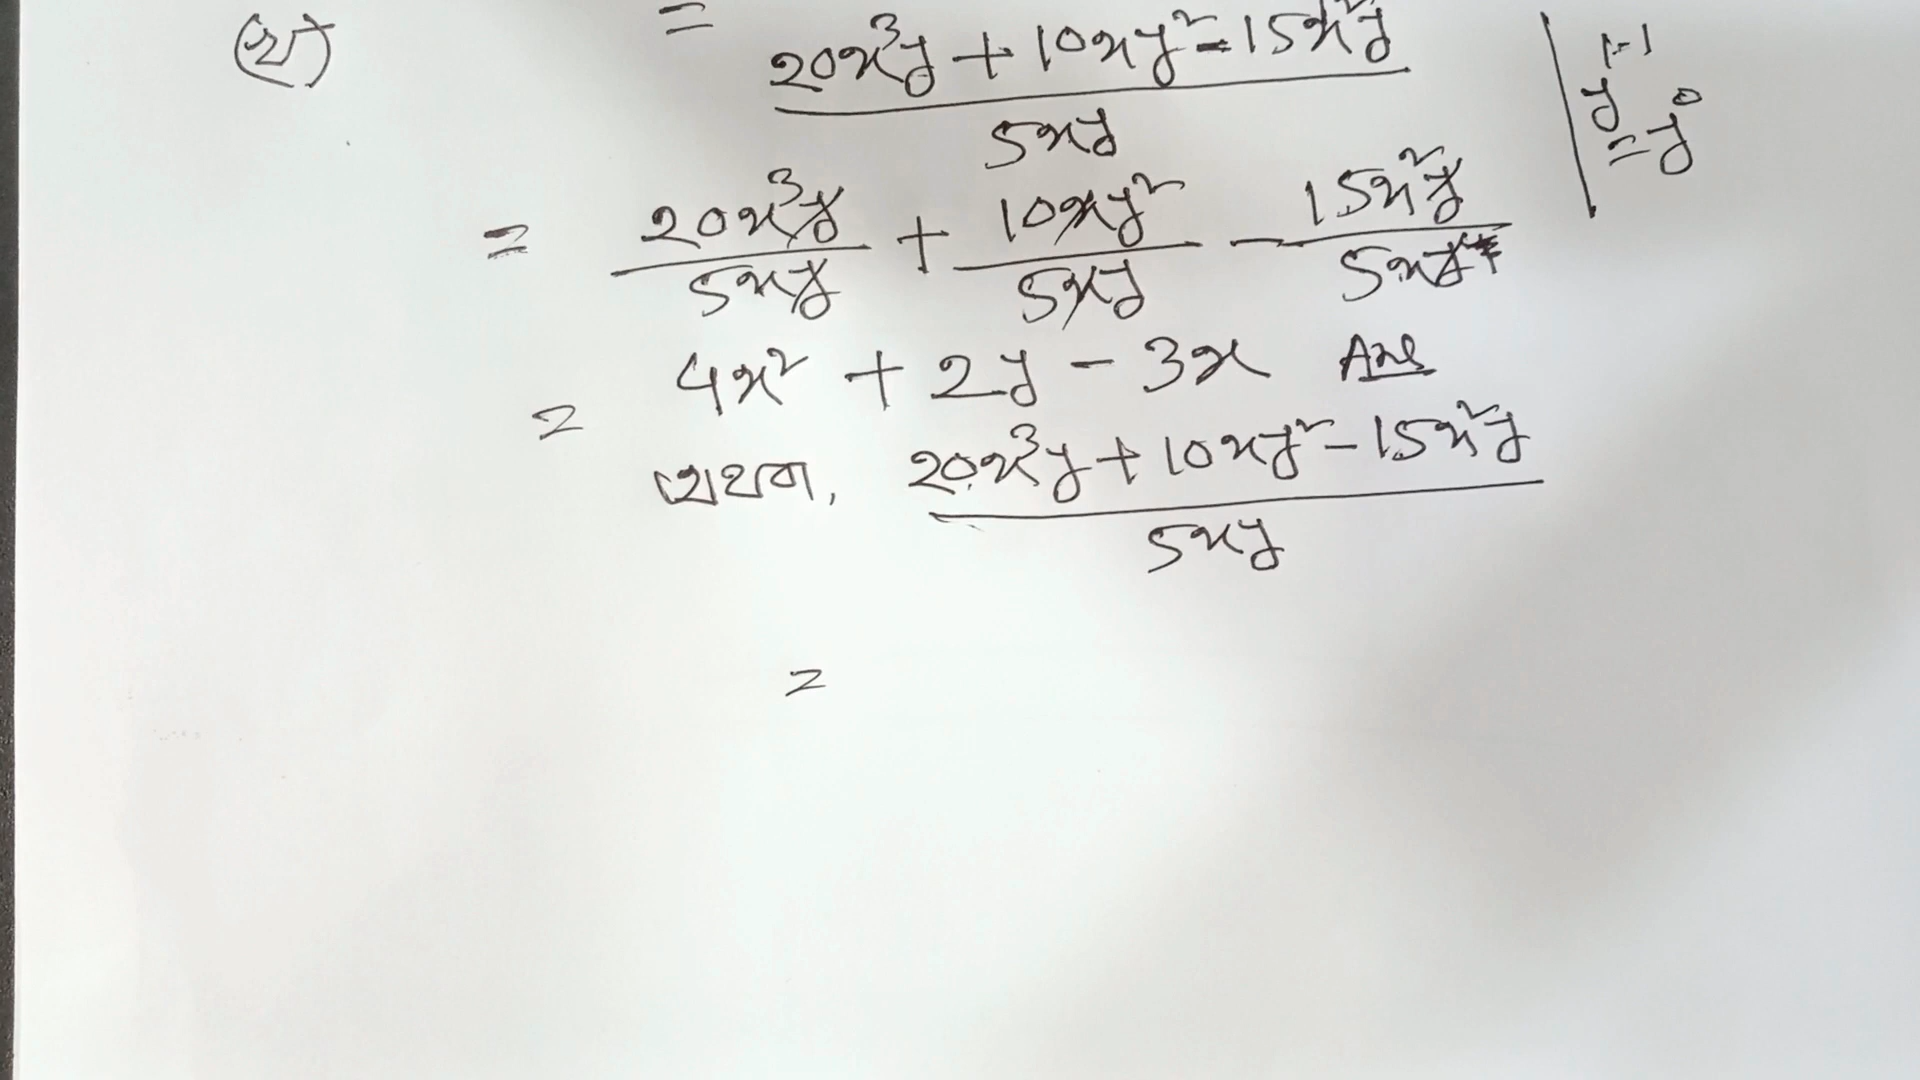 (খ) = 20x³y + 10xy² - 15x²y
5xy
y¹⁻¹
= y⁰
= 20x³y/5xy + 10xy²/5xy - 15x²y/5xy
= 4x² + 2y - 3x Ans
অথবা, 20x³y + 10xy² - 15x²y
5xy
=